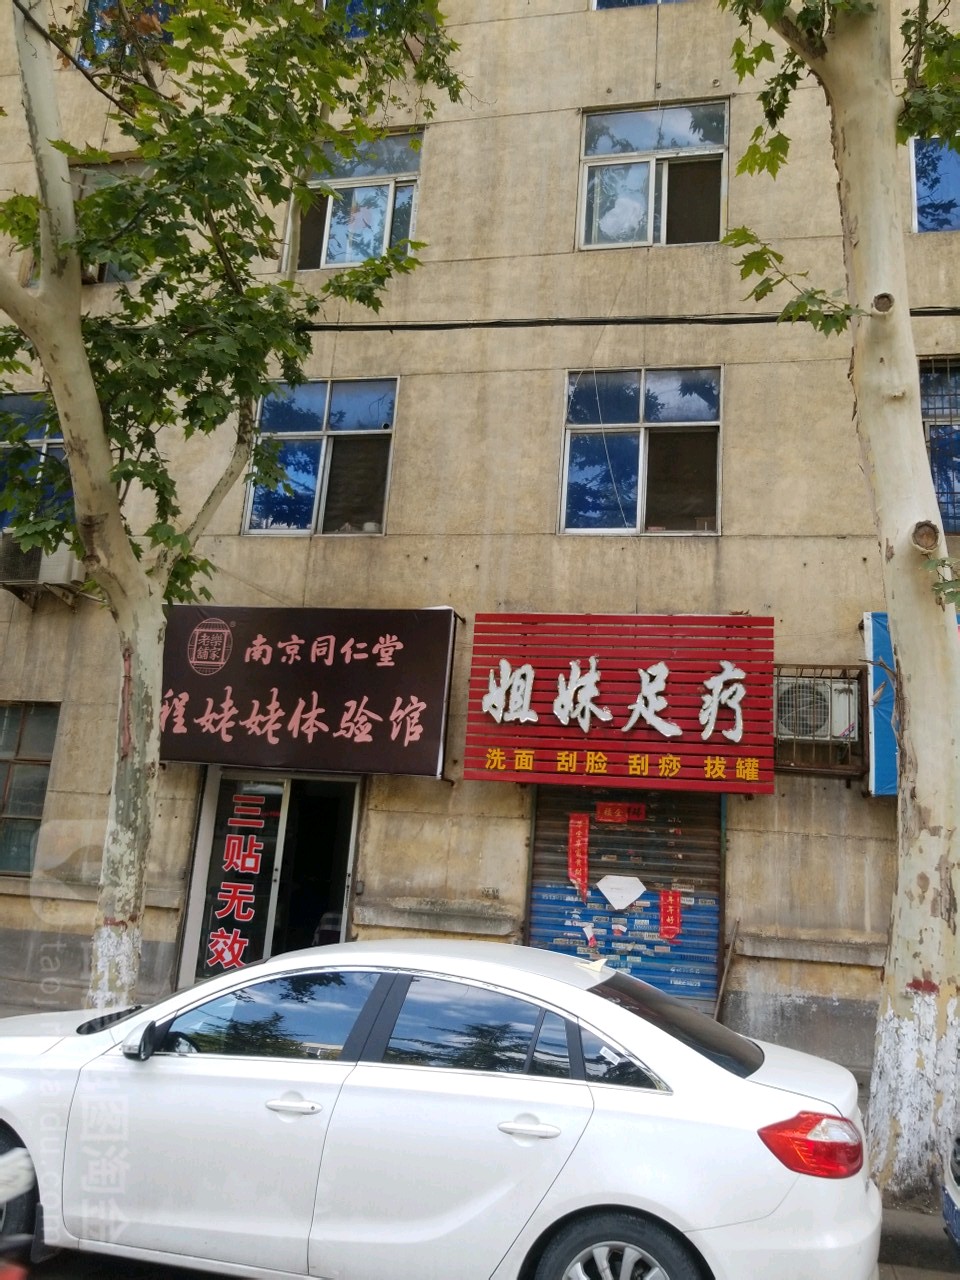 樂家
老舖
南京同仁堂
程姥姥体验馆
三贴无效
姐妹足疗
洗面 刮脸 刮痧 拔罐